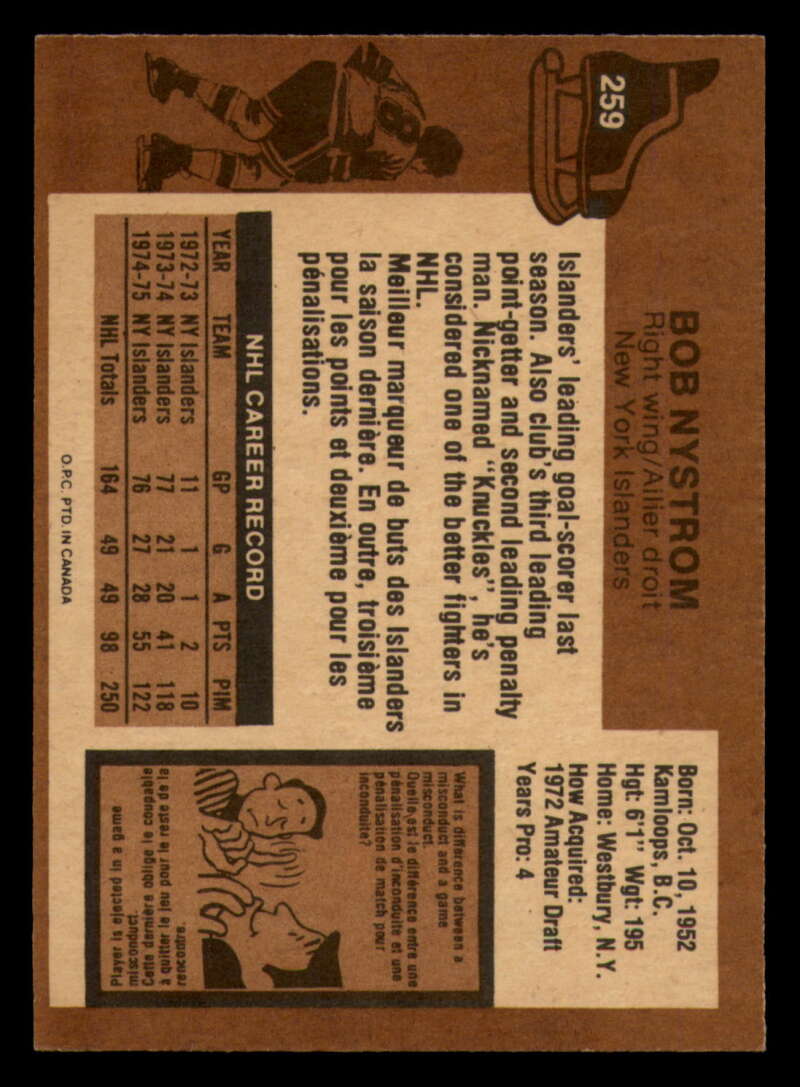 259
BOB NYSTROM
Right wing/Ailier droit
New York Islanders
Born: Oct. 10, 1952
Kamloops, B.C.
Hgt: 6'1" Wgt: 195
Home: Westbury, N.Y.
How Acquired:
1972 Amateur Draft
Years Pro: 4
Islanders' leading goal-scorer last
season. Also club's third leading
point-getter and second leading penalty
man. Nicknamed "Knuckles", he's
considered one of the better fighters in
NHL.
Meilleur marqueur de buts des Islanders
la saison dernière. En outre, troisième
pour les points et deuxième pour les
pénalisations.
NHL CAREER RECORD
YEAR TEAM GP G A PTS PIM
1972-73 NY Islanders 11 1 1 2 10
1973-74 NY Islanders 77 21 20 41 118
1974-75 NY Islanders 76 27 28 55 122
NHL Totals 164 49 49 98 250
What is difference between a
misconduct and a game
misconduct.
Quelle est le différence entre une
pénalisation d'inconduite et une
pénalisation de match pour
inconduite?
Player is ejected in a game
misconduct.
Cette dernière oblige le coupable
a quiter le jeu pour le reste de la
rencontre.
8
O.P.C. PTD. IN CANADA